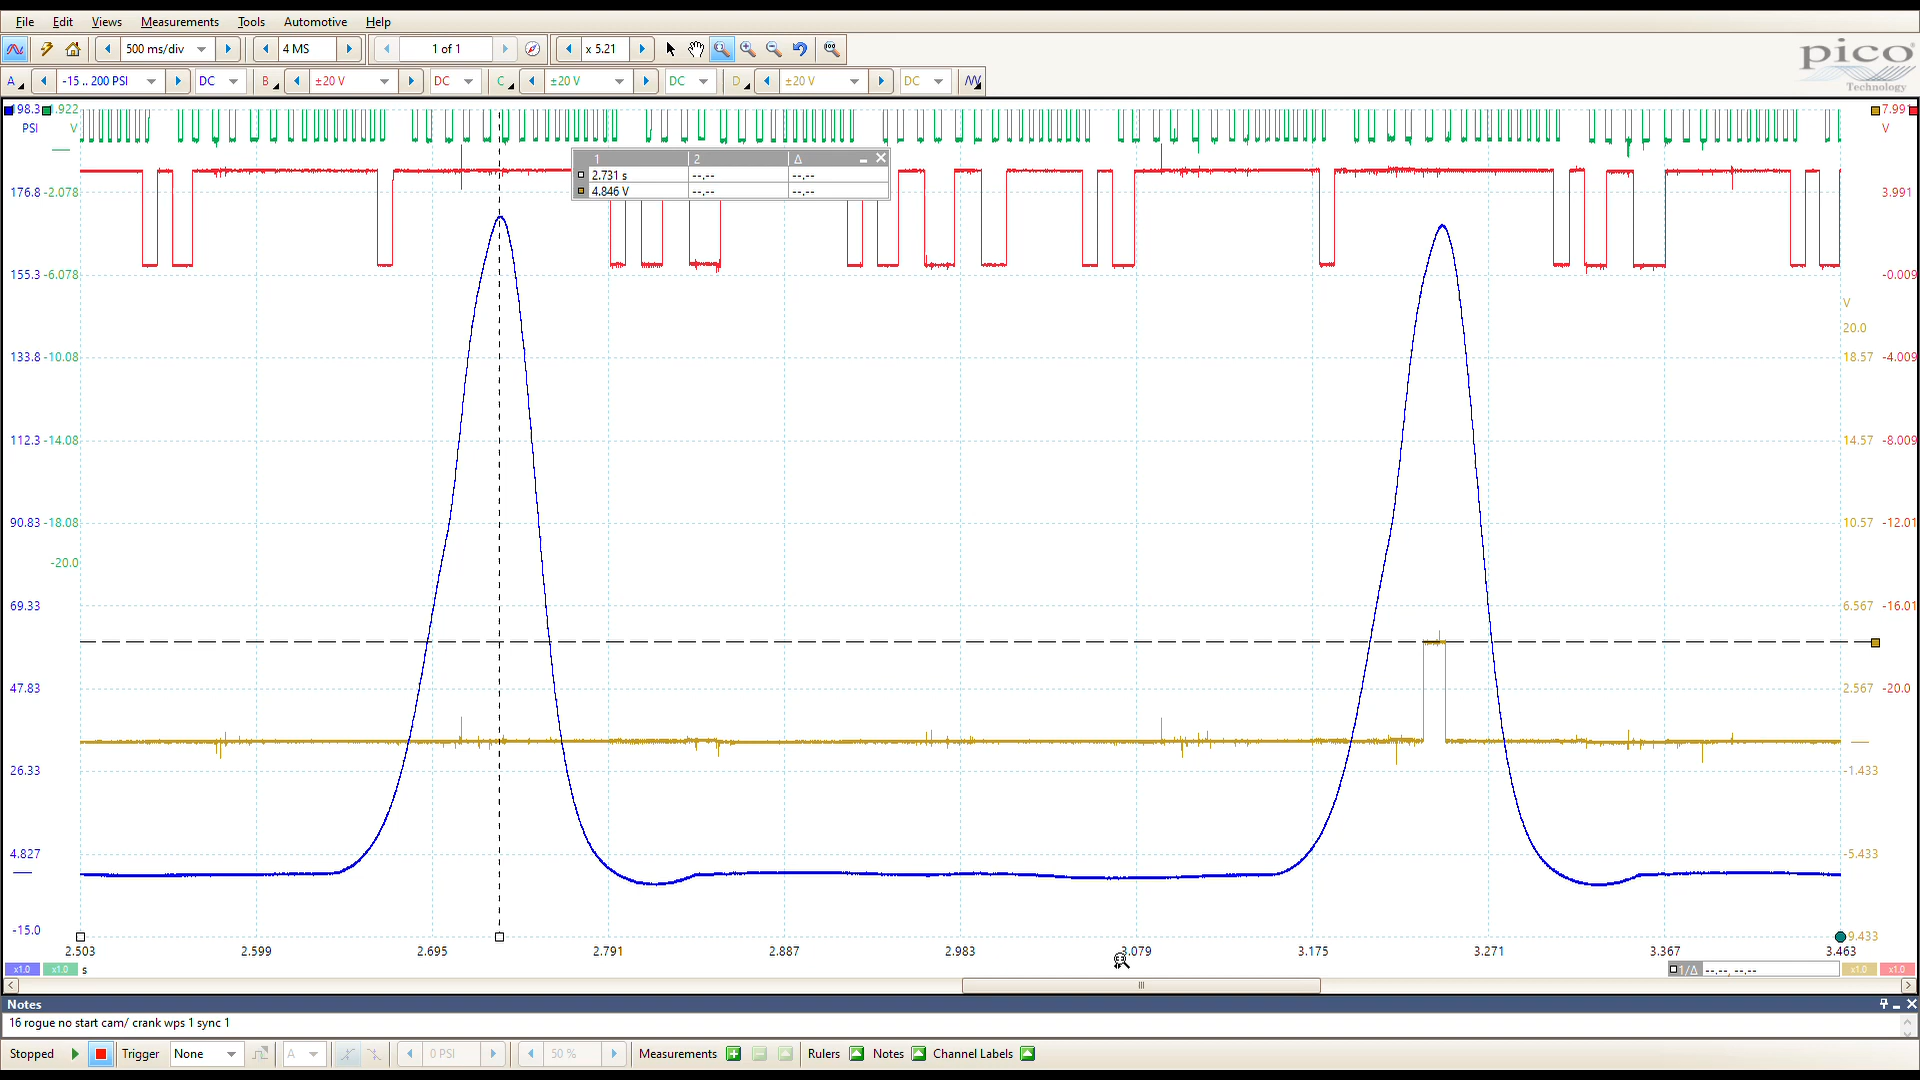 File Edit Views Measurements Tools Automotive Help
500 ms/div 4 MS 1 of 1 x 5.21
pico
Technology
A -15 .. 200 PSI DC B ±20 V DC C ±20 V DC D ±20 V DC
198.3 1.922 7.991
PSI V V
1 2 Δ
2.731 s --.-- --.--
4.846 V --.-- --.--
176.8 -2.078 3.991
155.3 -6.078 -0.009
V
20.0
133.8 -10.08 18.57 -4.009
112.3 -14.08 14.57 -8.009
90.83 -18.08 10.57 -12.01
-20.0
69.33 6.567 -16.01
47.83 2.567 -20.0
26.33 -1.433
4.827 -5.433
-15.0 -9.433
2.503 2.599 2.695 2.791 2.887 2.983 3.079 3.175 3.271 3.367 3.463
x1.0 x1.0 s 1/Δ --.--, --.-- x1.0 x1.0
Notes
16 rogue no start cam/ crank wps 1 sync 1
Stopped Trigger None A 0 PSI 50 % Measurements Rulers Notes Channel Labels